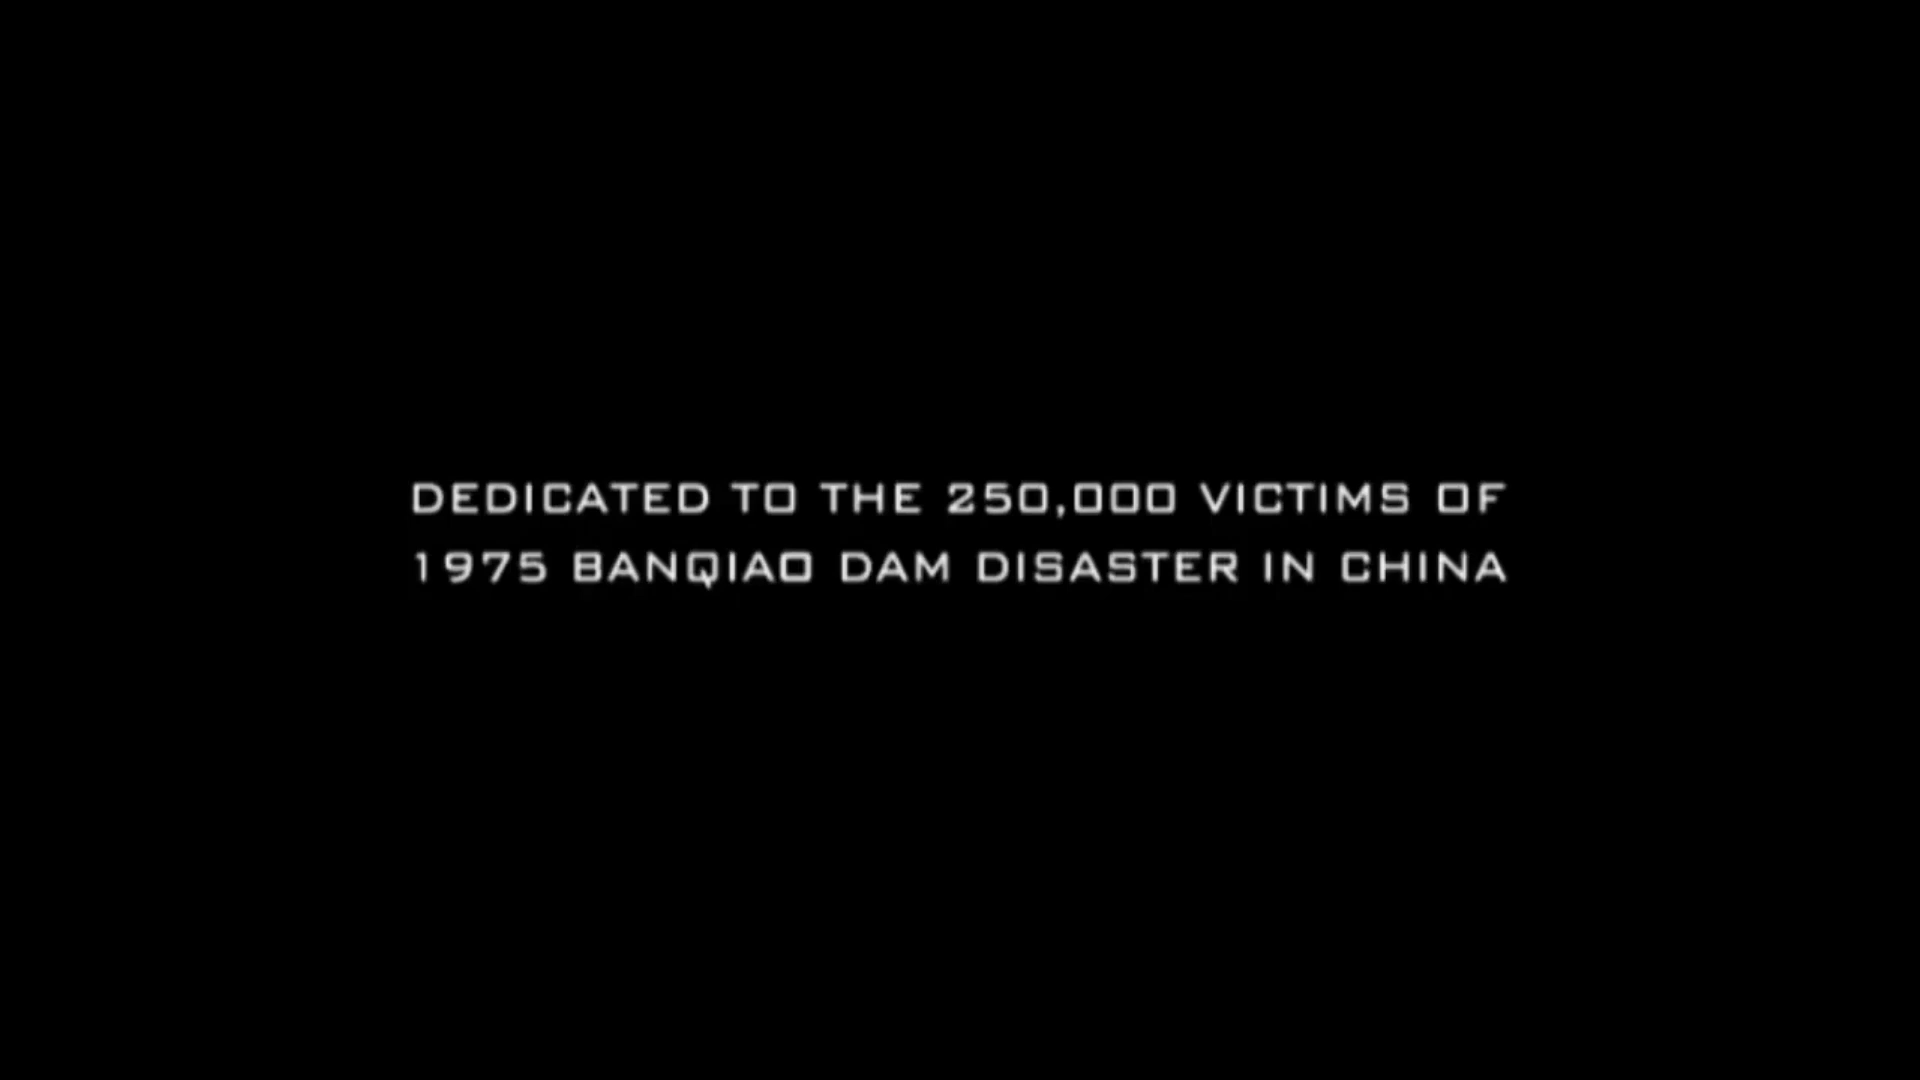 DEDICATED TO THE 250,000 VICTIMS OF
1975 BANQIAO DAM DISASTER IN CHINA